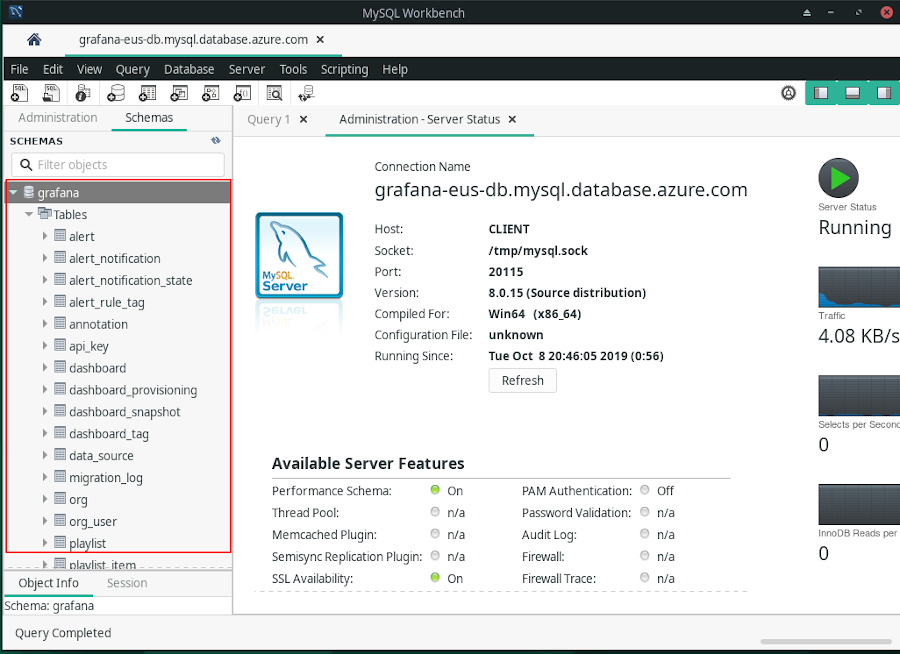 MySQL Workbench
grafana-eus-db.mysql.database.azure.com
File Edit View Query Database Server Tools Scripting Help
Administration Schemas
Query 1 Administration - Server Status
SCHEMAS
Filter objects
grafana
Tables
alert
alert_notification
alert_notification_state
alert_rule_tag
annotation
api_key
dashboard
dashboard_provisioning
dashboard_snapshot
dashboard_tag
data_source
migration_log
org
org_user
playlist
playlist_item
Object Info Session
Schema: grafana
Query Completed
Connection Name
grafana-eus-db.mysql.database.azure.com
MySQL
Server
Host: CLIENT
Socket: /tmp/mysql.sock
Port: 20115
Version: 8.0.15 (Source distribution)
Compiled For: Win64 (x86_64)
Configuration File: unknown
Running Since: Tue Oct 8 20:46:05 2019 (0:56)
Refresh
Available Server Features
Performance Schema: On PAM Authentication: Off
Thread Pool: n/a Password Validation: n/a
Memcached Plugin: n/a Audit Log: n/a
Semisync Replication Plugin: n/a Firewall: n/a
SSL Availability: On Firewall Trace: n/a
Server Status
Running
Traffic
4.08 KB/s
Selects per Second
0
InnoDB Reads per
0